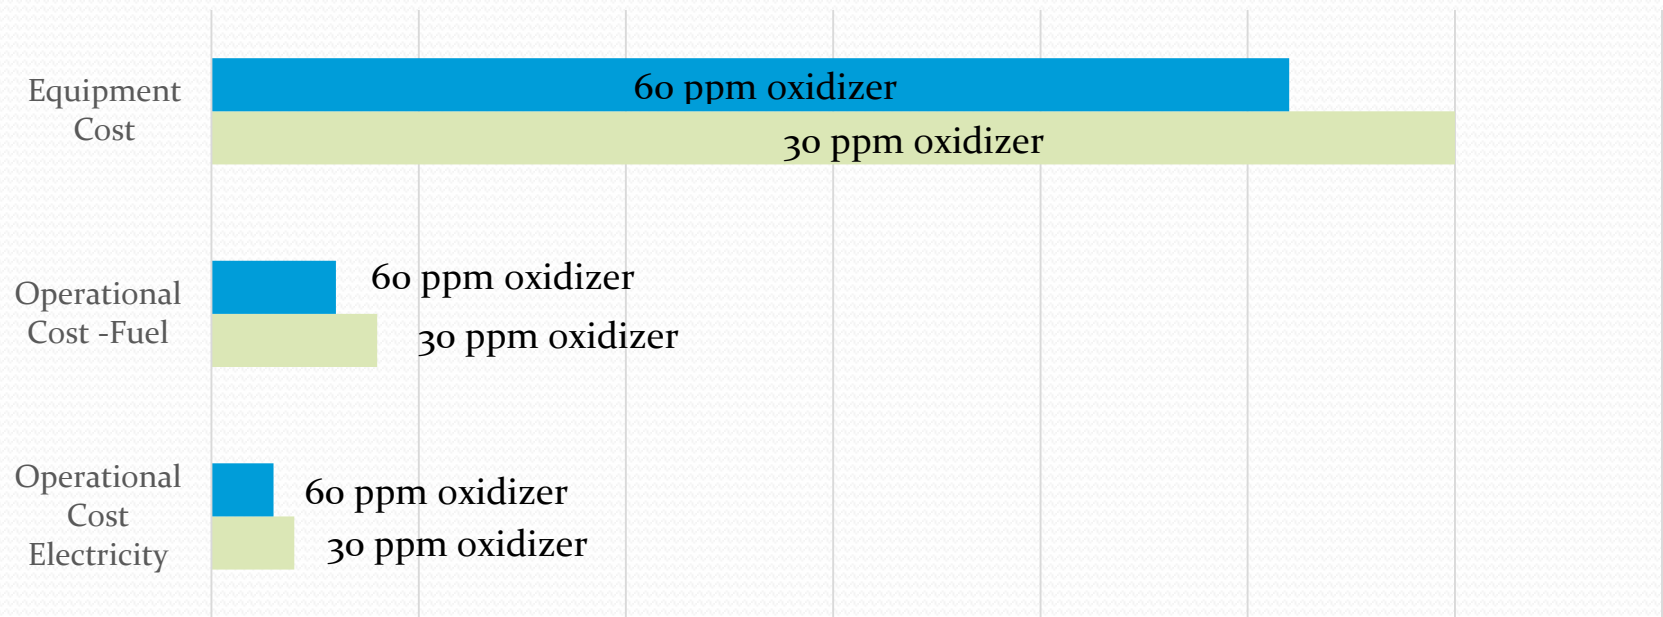 Equipment
Cost
60 ppm oxidizer
30 ppm oxidizer
Operational
Cost -Fuel
60 ppm oxidizer
30 ppm oxidizer
Operational
Cost
Electricity
60 ppm oxidizer
30 ppm oxidizer